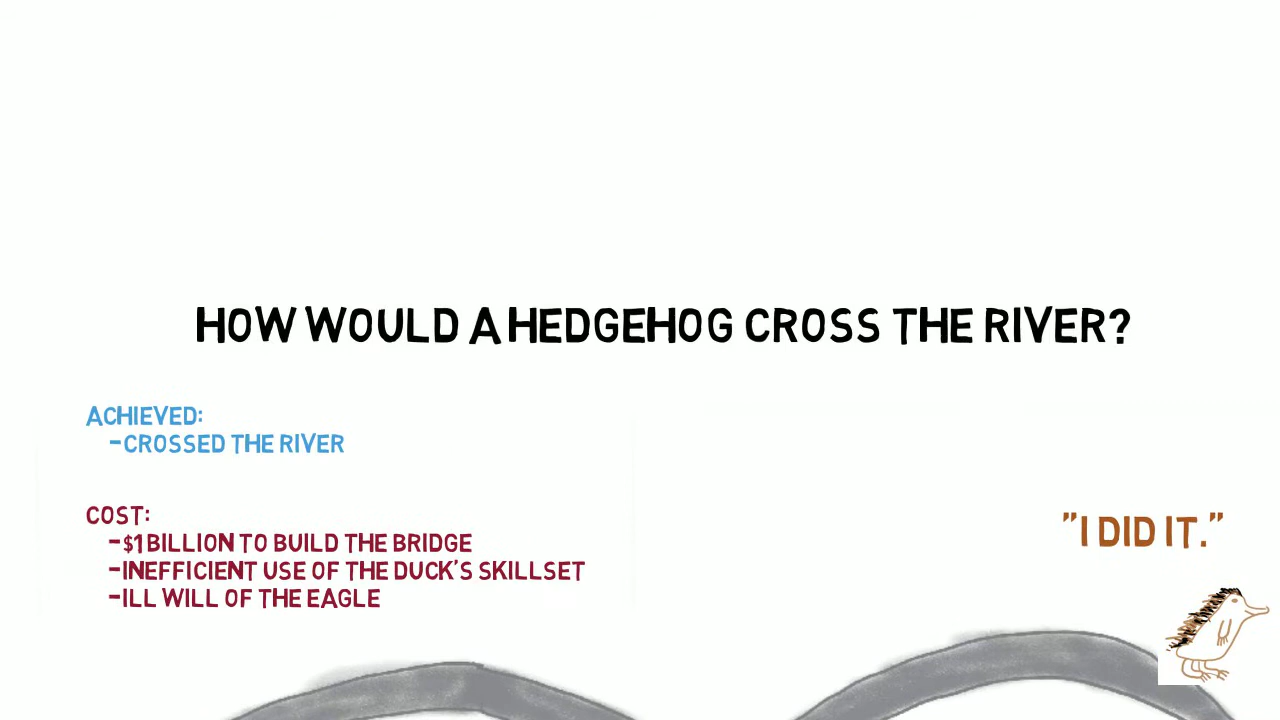 HOW WOULD A HEDGEHOG CROSS THE RIVER?
ACHIEVED:
-CROSSED THE RIVER
COST:
-$1 BILLION TO BUILD THE BRIDGE
-INEFFICIENT USE OF THE DUCK'S SKILLSET
-ILL WILL OF THE EAGLE
"I DID IT."